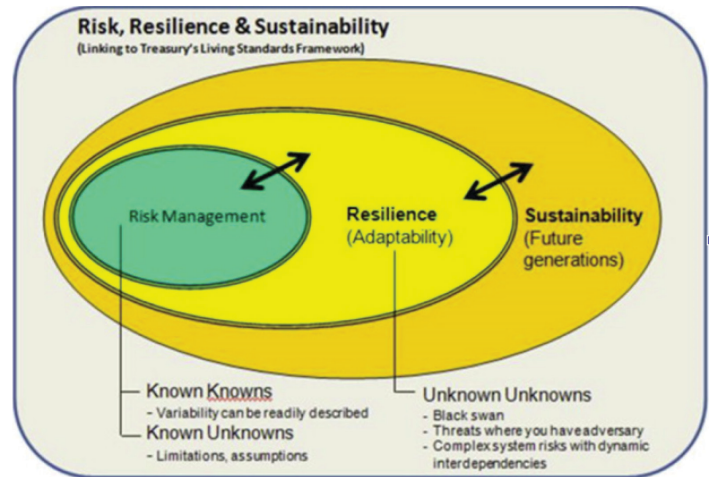 Risk, Resilience & Sustainability
(Linking to Treasury's Living Standards Framework)
Risk Management
Resilience
(Adaptability)
Sustainability
(Future
generations)
Known Knowns
- Variability can be readily described
Known Unknowns
- Limitations, assumptions
Unknown Unknowns
- Black swan
- Threats where you have adversary
- Complex system risks with dynamic
interdependencies